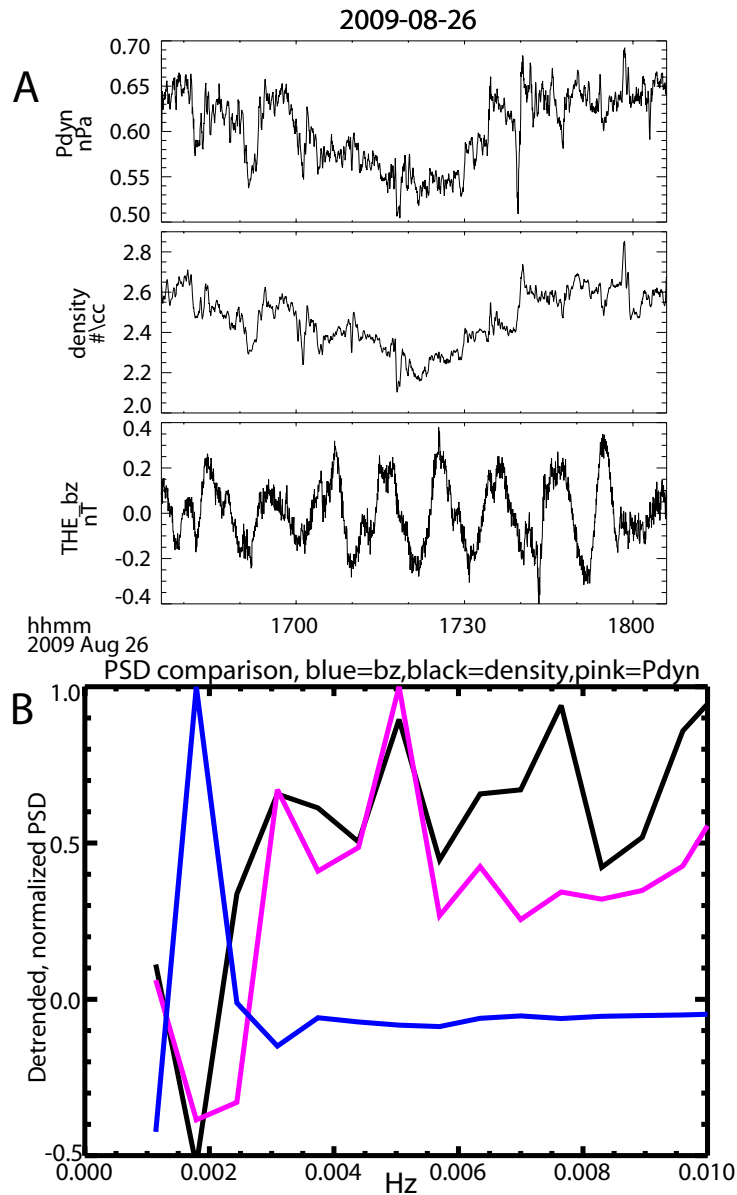 2009-08-26
A
Pdyn
nPa
0.70
0.65
0.60
0.55
0.50
density
#\cc
2.8
2.6
2.4
2.2
2.0
THE_bz
nT
0.4
0.2
0.0
-0.2
-0.4
hhmm
2009 Aug 26
1700 1730 1800
PSD comparison, blue=bz,black=density,pink=Pdyn
B
Detrended, normalized PSD
1.0
0.5
0.0
-0.5
0.000 0.002 0.004 0.006 0.008 0.010
Hz